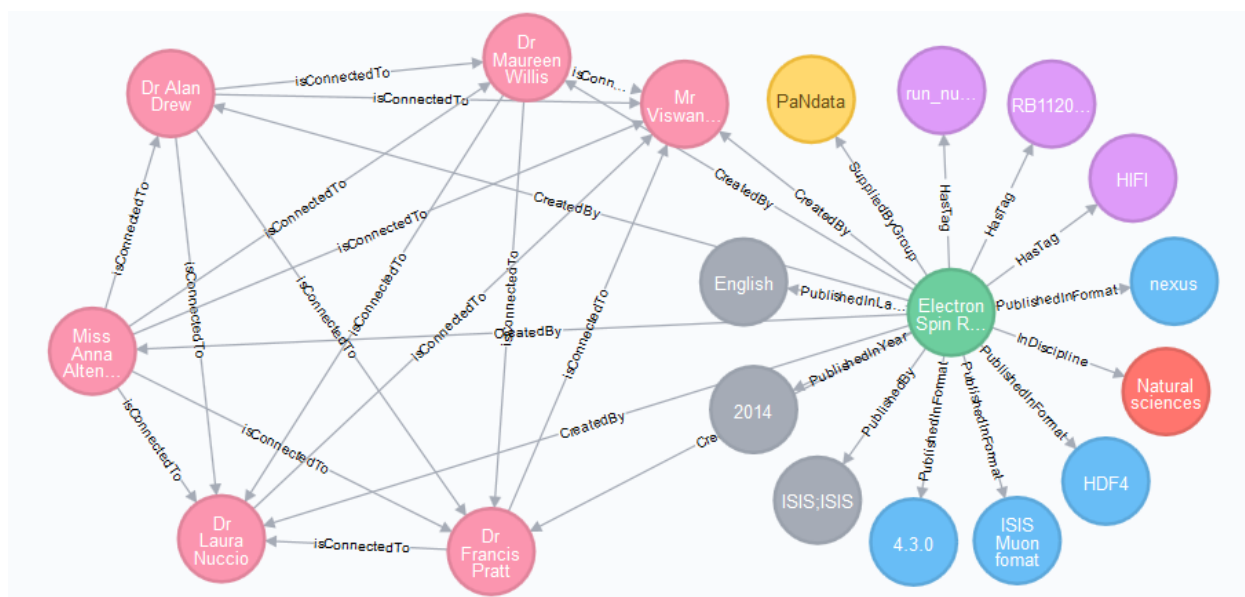 Dr
Maureen
Willis
Dr Alan
Drew
Mr
Viswan...
PaNdata
run_nu...
RB1120...
HIFI
isConnectedTo
isConn...
isConnectedTo
CreatedBy
CreatedBy
SuppliedByGroup
HasTag
HasTag
HasTag
isConnectedTo
isConnectedTo
isConnectedTo
CreatedBy
isConnectedTo
isConnectedTo
isConnectedTo
isConnectedTo
isConnectedTo
isConnectedTo
isConnectedTo
English
PublishedInLa...
Electron
Spin R...
PublishedInFormat
nexus
Miss
Anna
Alten...
CreatedBy
PublishedInYear
InDiscipline
Natural
sciences
2014
PublishedBy
PublishedInFormat
PublishedInFormat
PublishedInFormat
isConnectedTo
isConnectedTo
CreatedBy
Cre
HDF4
ISIS;ISIS
4.3.0
ISIS
Muon
fomat
Dr
Laura
Nuccio
isConnectedTo
Dr
Francis
Pratt